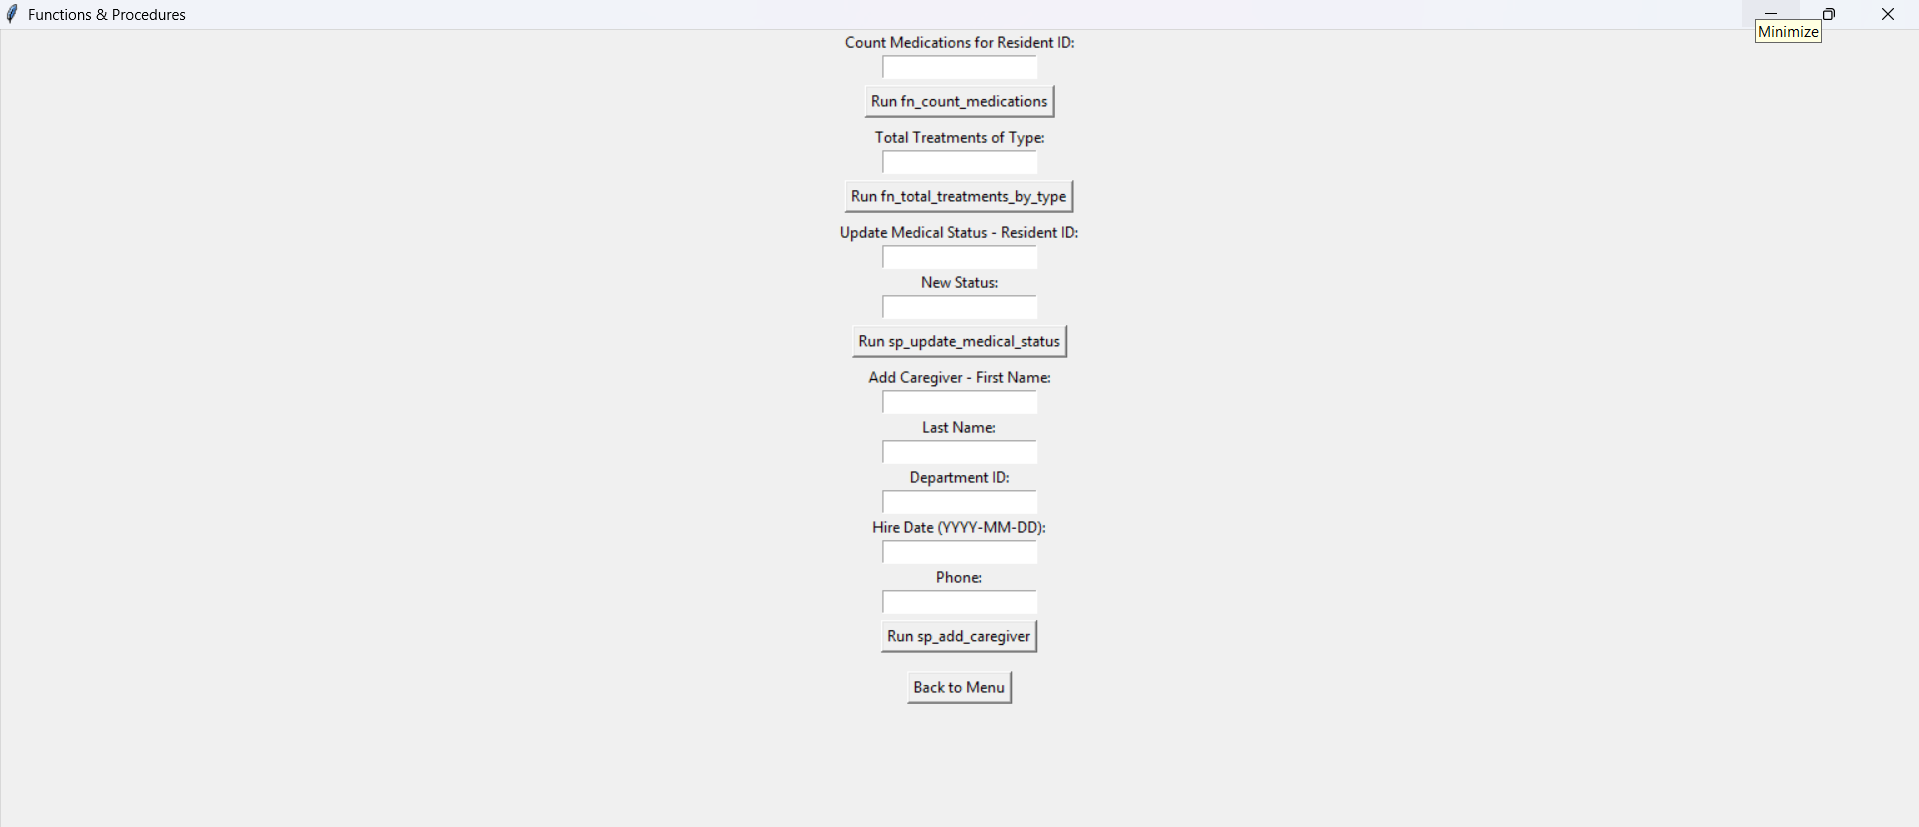 Functions & Procedures
Minimize
Count Medications for Resident ID:
Run fn_count_medications
Total Treatments of Type:
Run fn_total_treatments_by_type
Update Medical Status - Resident ID:
New Status:
Run sp_update_medical_status
Add Caregiver - First Name:
Last Name:
Department ID:
Hire Date (YYYY-MM-DD):
Phone:
Run sp_add_caregiver
Back to Menu